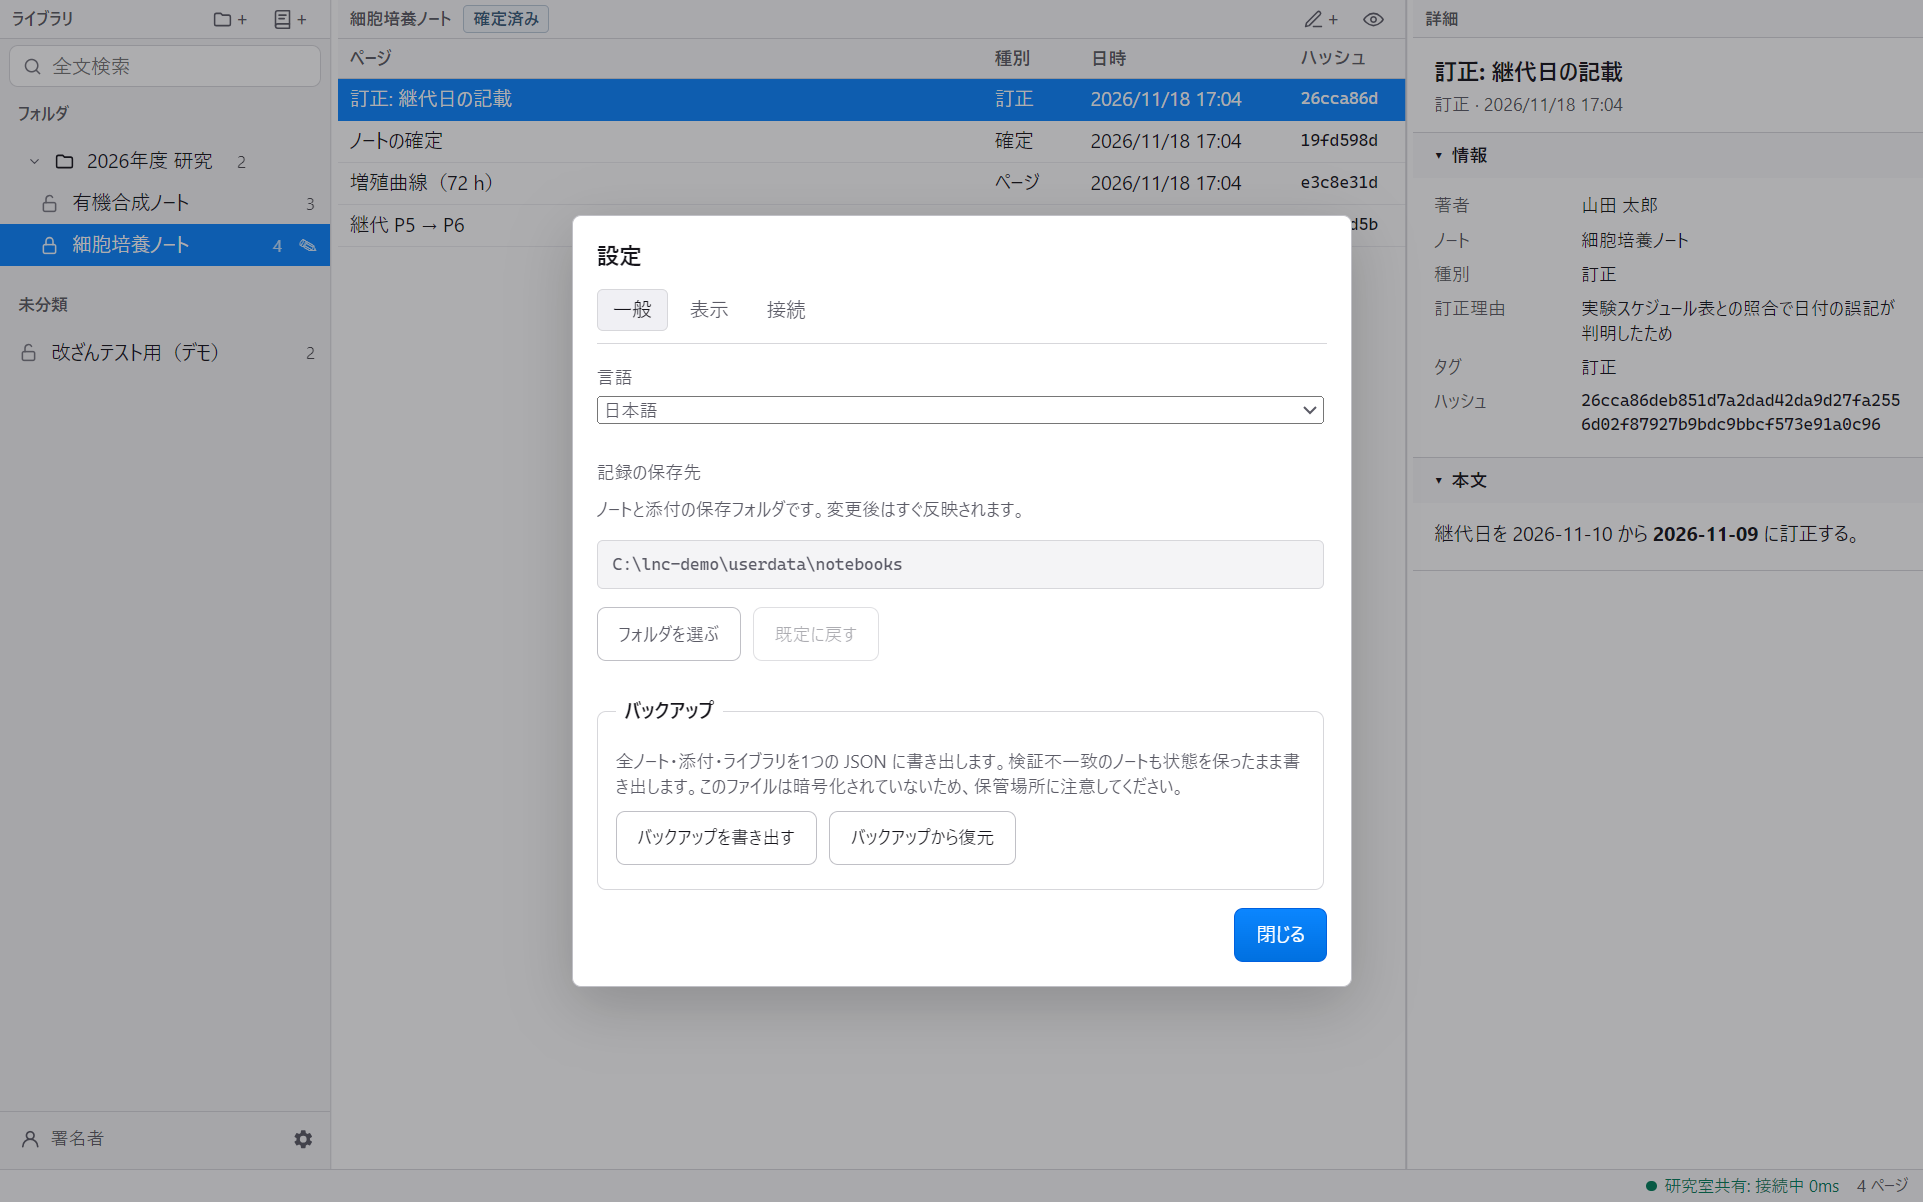 ライブラリ
全文検索
フォルダ
2026年度 研究 2
有機合成ノート 3
細胞培養ノート 4
未分類
改ざんテスト用（デモ） 2
署名者
細胞培養ノート 確定済み
ページ 種別 日時 ハッシュ
訂正: 継代日の記載 訂正 2026/11/18 17:04 26cca86d
ノートの確定 確定 2026/11/18 17:04 19fd598d
増殖曲線（72 h） ページ 2026/11/18 17:04 e3c8e31d
継代 P5 → P6 d5b
設定
一般 表示 接続
言語
日本語
記録の保存先
ノートと添付の保存フォルダです。変更後はすぐ反映されます。
C:\lnc-demo\userdata\notebooks
フォルダを選ぶ 既定に戻す
バックアップ
全ノート・添付・ライブラリを1つの JSON に書き出します。検証不一致のノートも状態を保ったまま書
き出します。このファイルは暗号化されていないため、保管場所に注意してください。
バックアップを書き出す バックアップから復元
閉じる
詳細
訂正: 継代日の記載
訂正 · 2026/11/18 17:04
情報
著者 山田 太郎
ノート 細胞培養ノート
種別 訂正
訂正理由 実験スケジュール表との照合で日付の誤記が
判明したため
タグ 訂正
ハッシュ 26cca86deb851d7a2dad42da9d27fa255
6d02f87927b9bdc9bbcf573e91a0c96
本文
継代日を 2026-11-10 から 2026-11-09 に訂正する。
研究室共有: 接続中 0ms 4 ページ